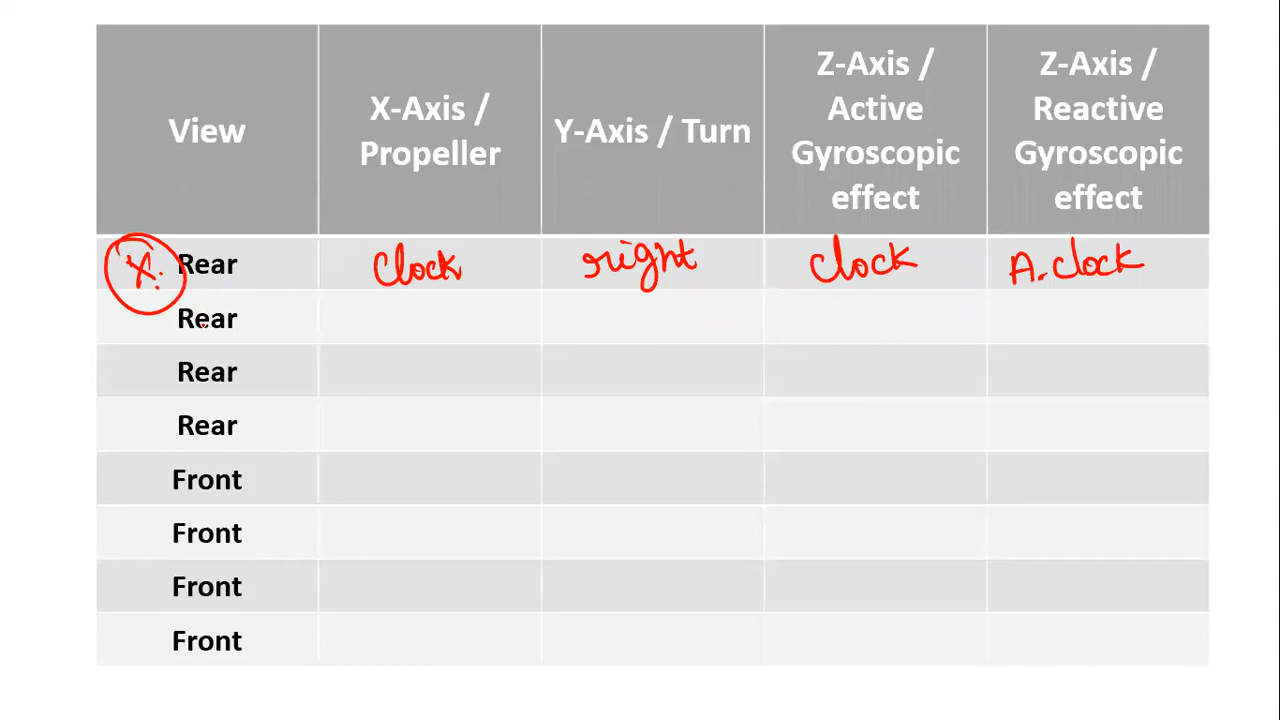 View
X-Axis /
Propeller
Y-Axis / Turn
Z-Axis /
Active
Gyroscopic
effect
Z-Axis /
Reactive
Gyroscopic
effect
X. Rear Clock right clock A.clock
Rear
Rear
Rear
Front
Front
Front
Front